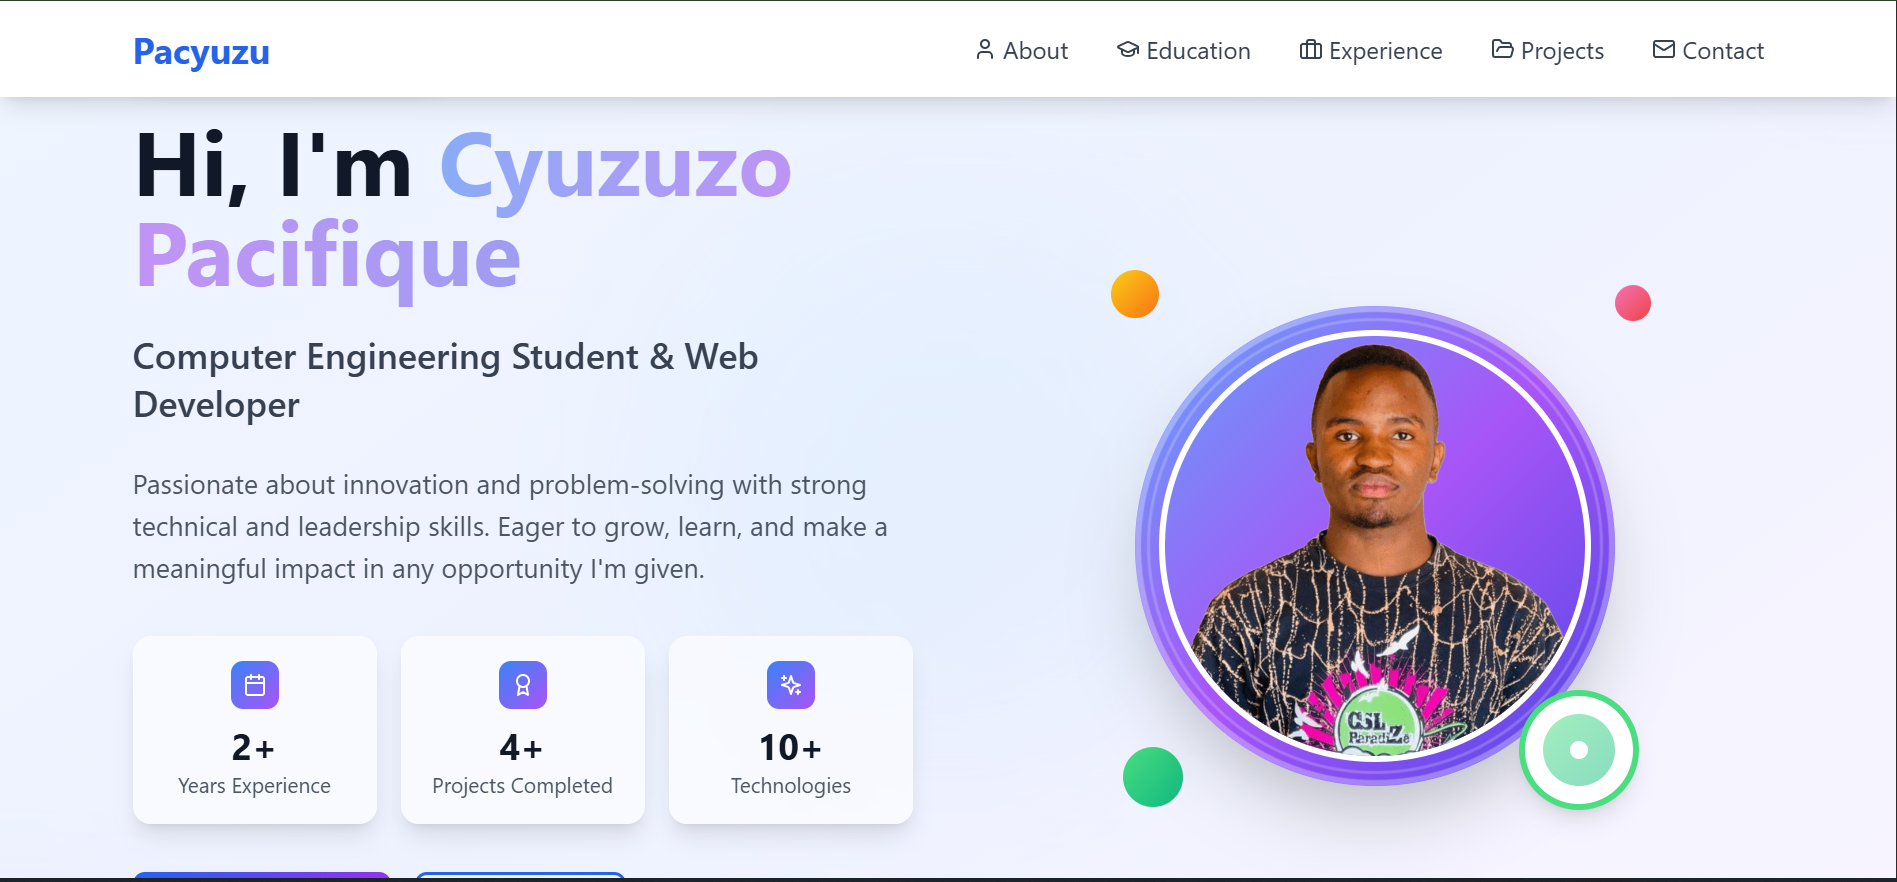 Pacyuzu
About
Education
Experience
Projects
Contact
Hi, I'm Cyuzuzo
Pacifique
Computer Engineering Student & Web
Developer
Passionate about innovation and problem-solving with strong
technical and leadership skills. Eager to grow, learn, and make a
meaningful impact in any opportunity I'm given.
2+
Years Experience
4+
Projects Completed
10+
Technologies
CSL
Z
Paradize